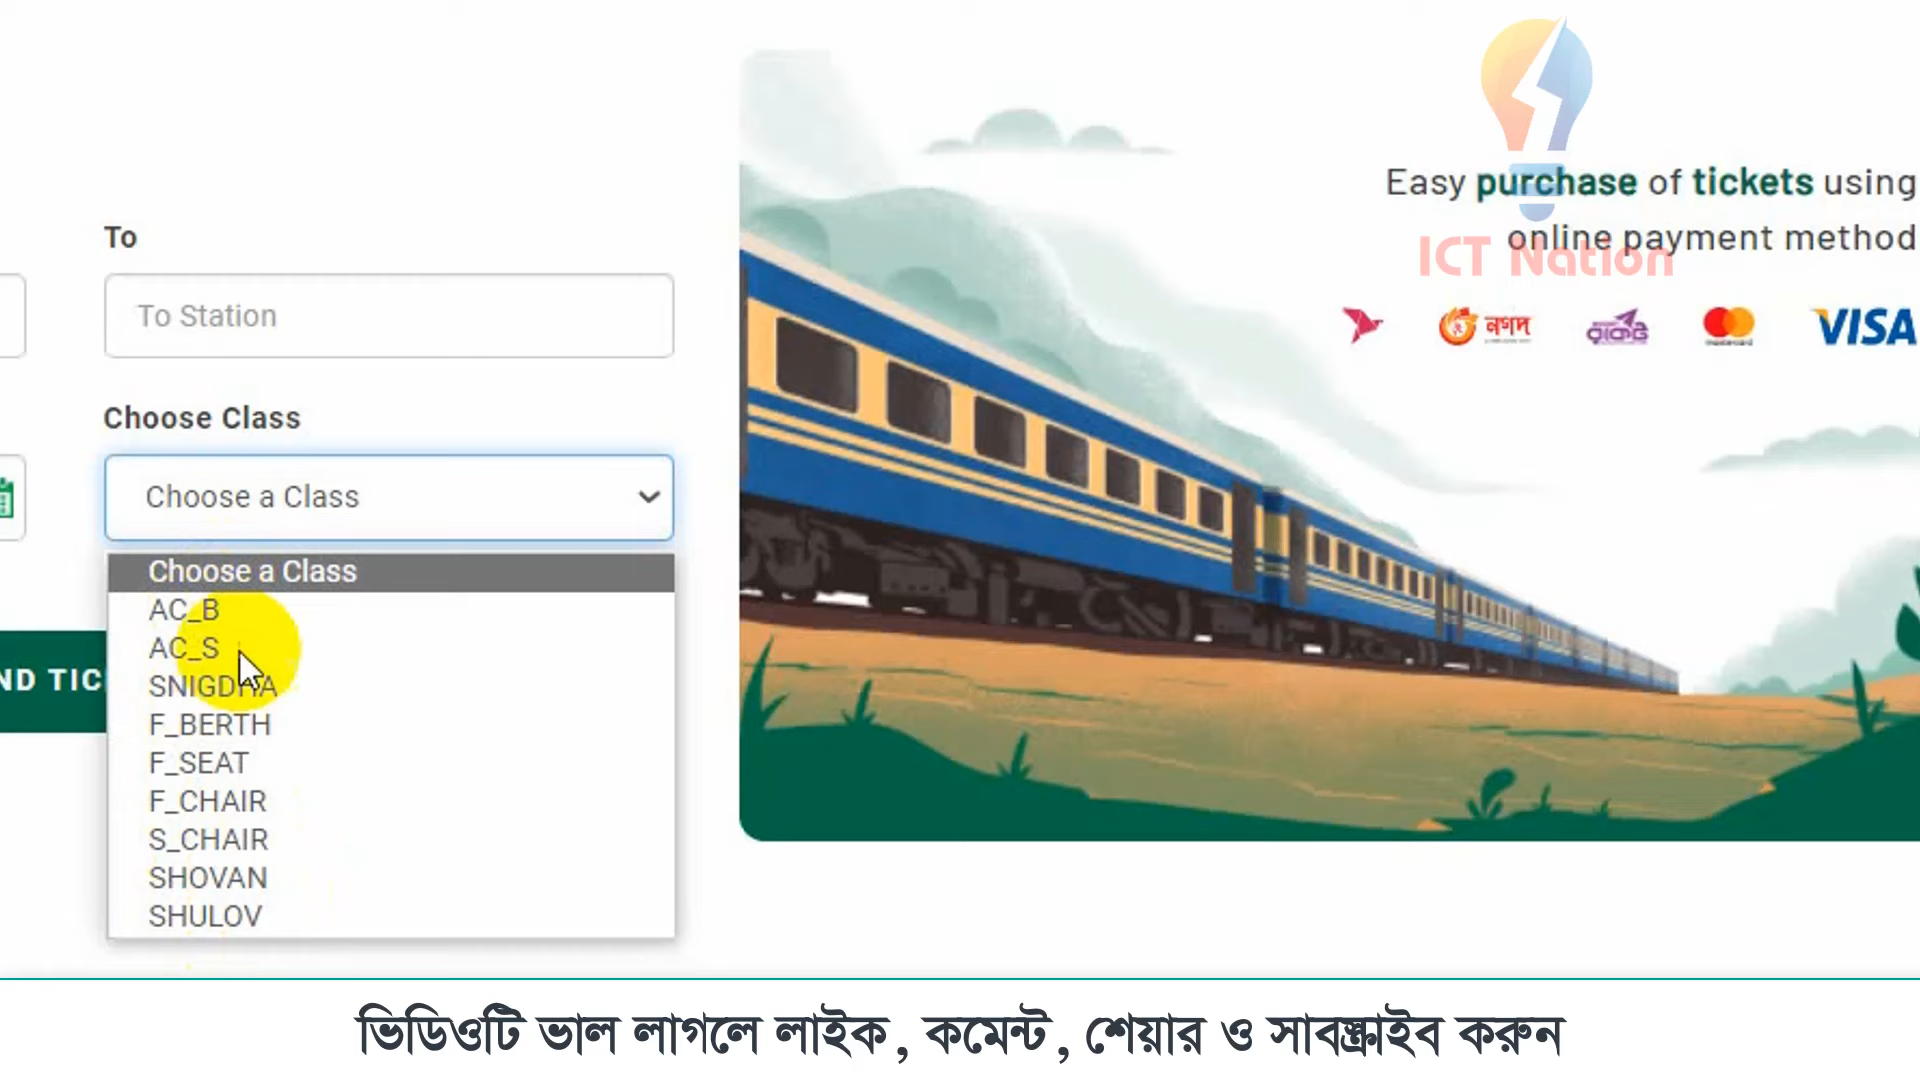 ICT Nation
Easy purchase of tickets using
online payment method
নগদ
রকেট
mastercard
VISA
To
To Station
Choose Class
Choose a Class
Choose a Class
AC_B
AC_S
SNIGDHA
F_BERTH
F_SEAT
F_CHAIR
S_CHAIR
SHOVAN
SHULOV
ND TIC
ভিডিওটি ভাল লাগলে লাইক, কমেন্ট, শেয়ার ও সাবস্ক্রাইব করুন